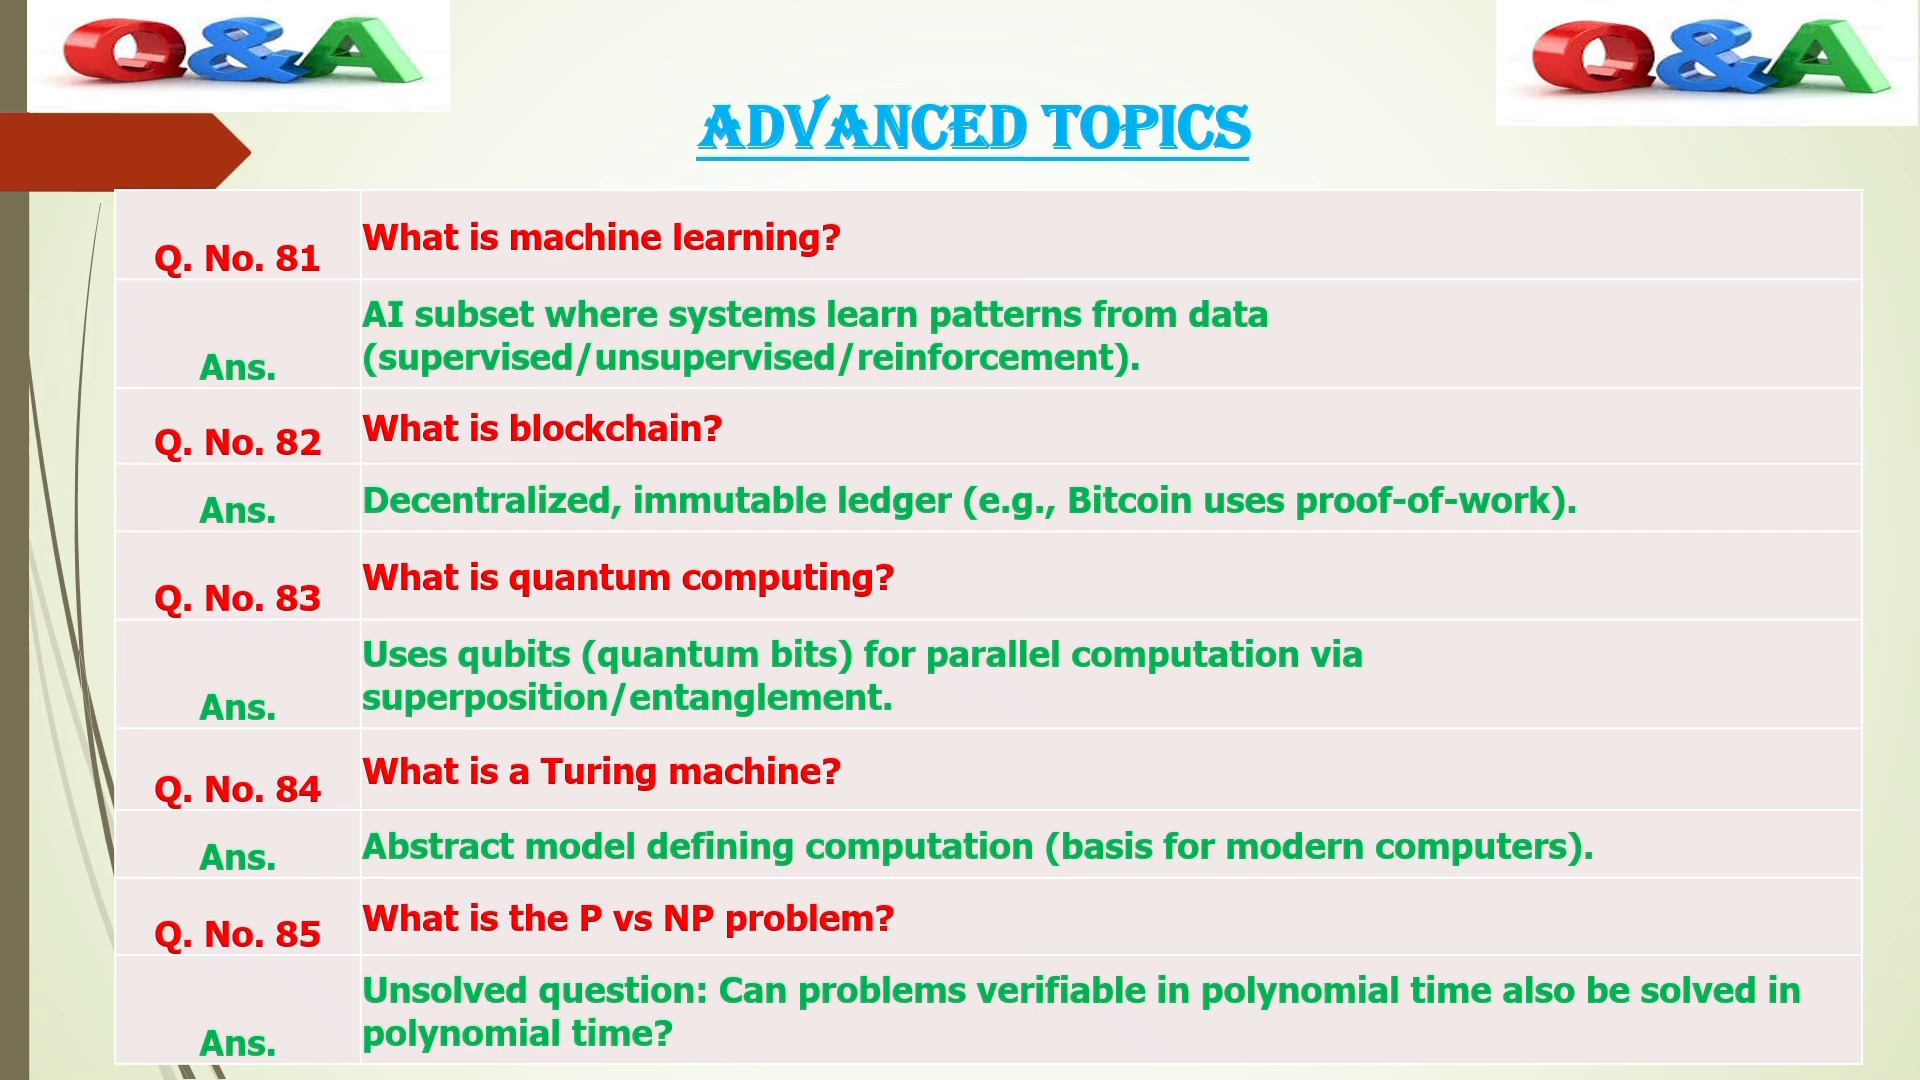 Q&A
Q&A
ADVANCED TOPICS
Q. No. 81
What is machine learning?
Ans.
AI subset where systems learn patterns from data
(supervised/unsupervised/reinforcement).
Q. No. 82
What is blockchain?
Ans.
Decentralized, immutable ledger (e.g., Bitcoin uses proof-of-work).
Q. No. 83
What is quantum computing?
Ans.
Uses qubits (quantum bits) for parallel computation via
superposition/entanglement.
Q. No. 84
What is a Turing machine?
Ans.
Abstract model defining computation (basis for modern computers).
Q. No. 85
What is the P vs NP problem?
Ans.
Unsolved question: Can problems verifiable in polynomial time also be solved in
polynomial time?